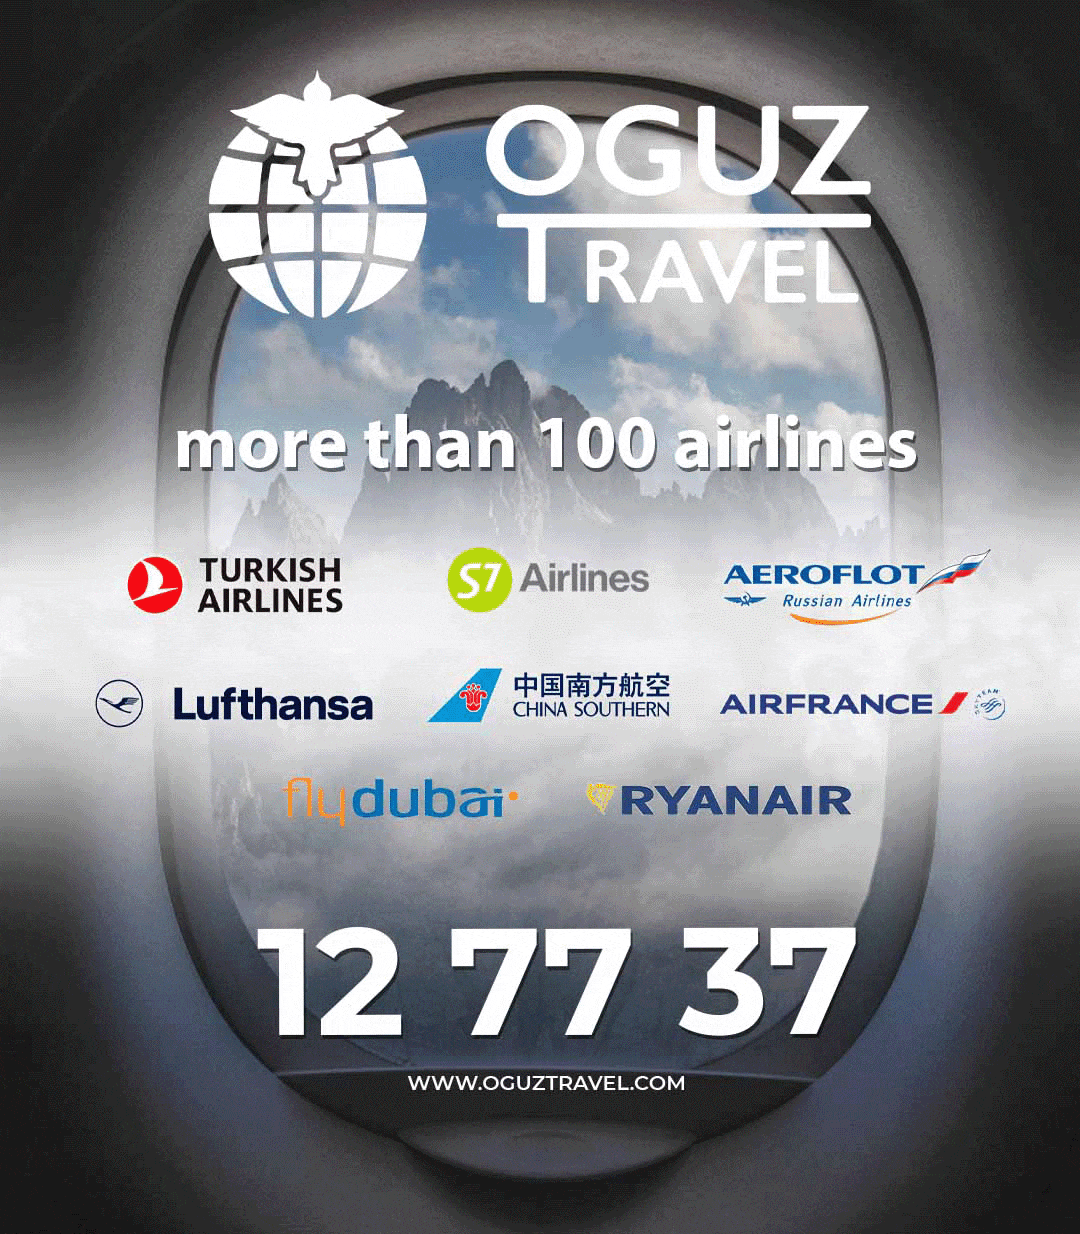 OGUZ
TRAVEL
more than 100 airlines
TURKISH
AIRLINES
S7 Airlines
AEROFLOT
Russian Airlines
Lufthansa
中国南方航空
CHINA SOUTHERN
AIRFRANCE
SKYTEAM
flydubai
RYANAIR
12 77 37
WWW.OGUZTRAVEL.COM